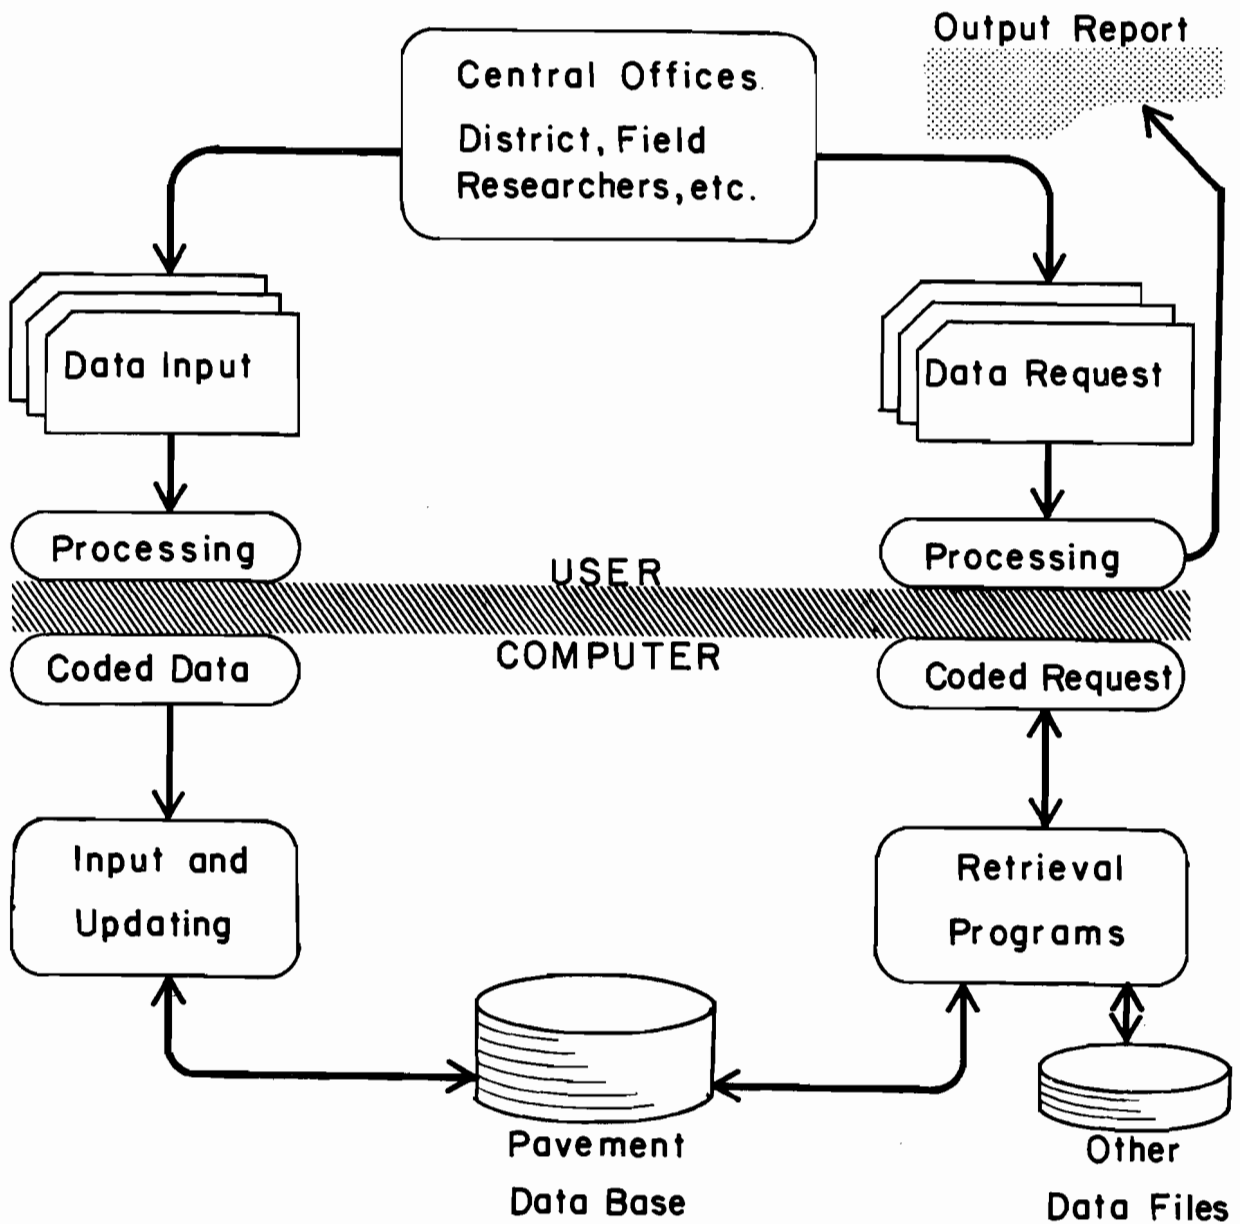 Output Report
Central Offices
District, Field
Researchers, etc.
Data Input
Data Request
Processing
Processing
USER
COMPUTER
Coded Data
Coded Request
Input and
Updating
Retrieval
Programs
Pavement
Data Base
Other
Data Files